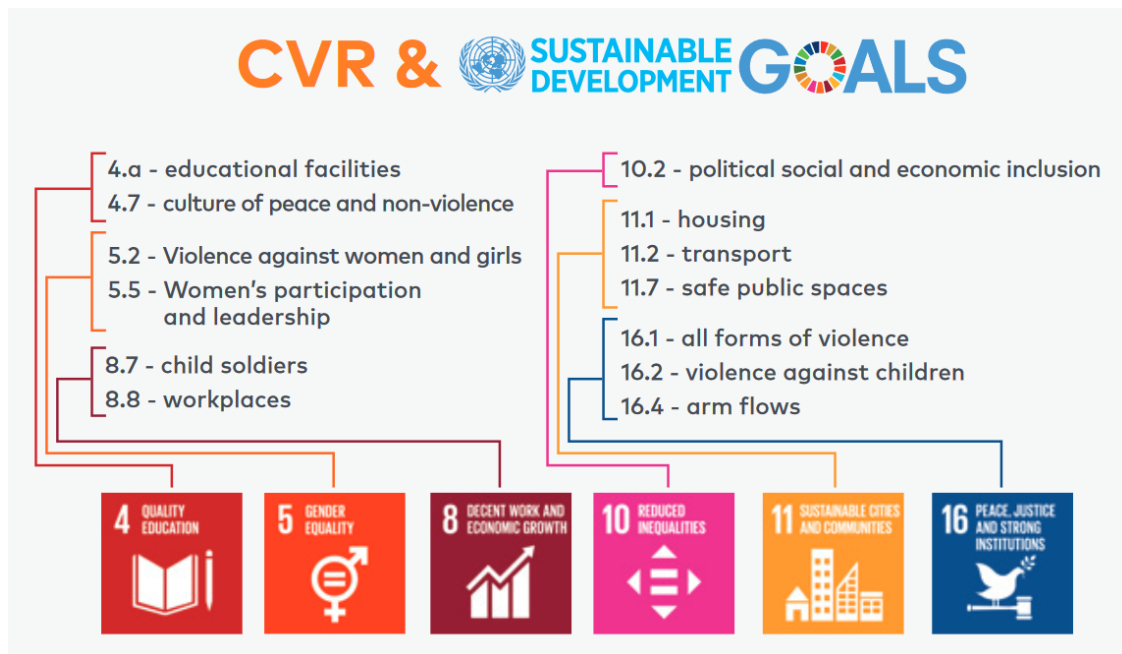 CVR & SUSTAINABLE DEVELOPMENT GOALS
4.a - educational facilities
4.7 - culture of peace and non-violence
5.2 - Violence against women and girls
5.5 - Women's participation
and leadership
8.7 - child soldiers
8.8 - workplaces
10.2 - political social and economic inclusion
11.1 - housing
11.2 - transport
11.7 - safe public spaces
16.1 - all forms of violence
16.2 - violence against children
16.4 - arm flows
4 QUALITY
EDUCATION
5 GENDER
EQUALITY
8 DECENT WORK AND
ECONOMIC GROWTH
10 REDUCED
INEQUALITIES
11 SUSTAINABLE CITIES
AND COMMUNITIES
16 PEACE, JUSTICE
AND STRONG
INSTITUTIONS